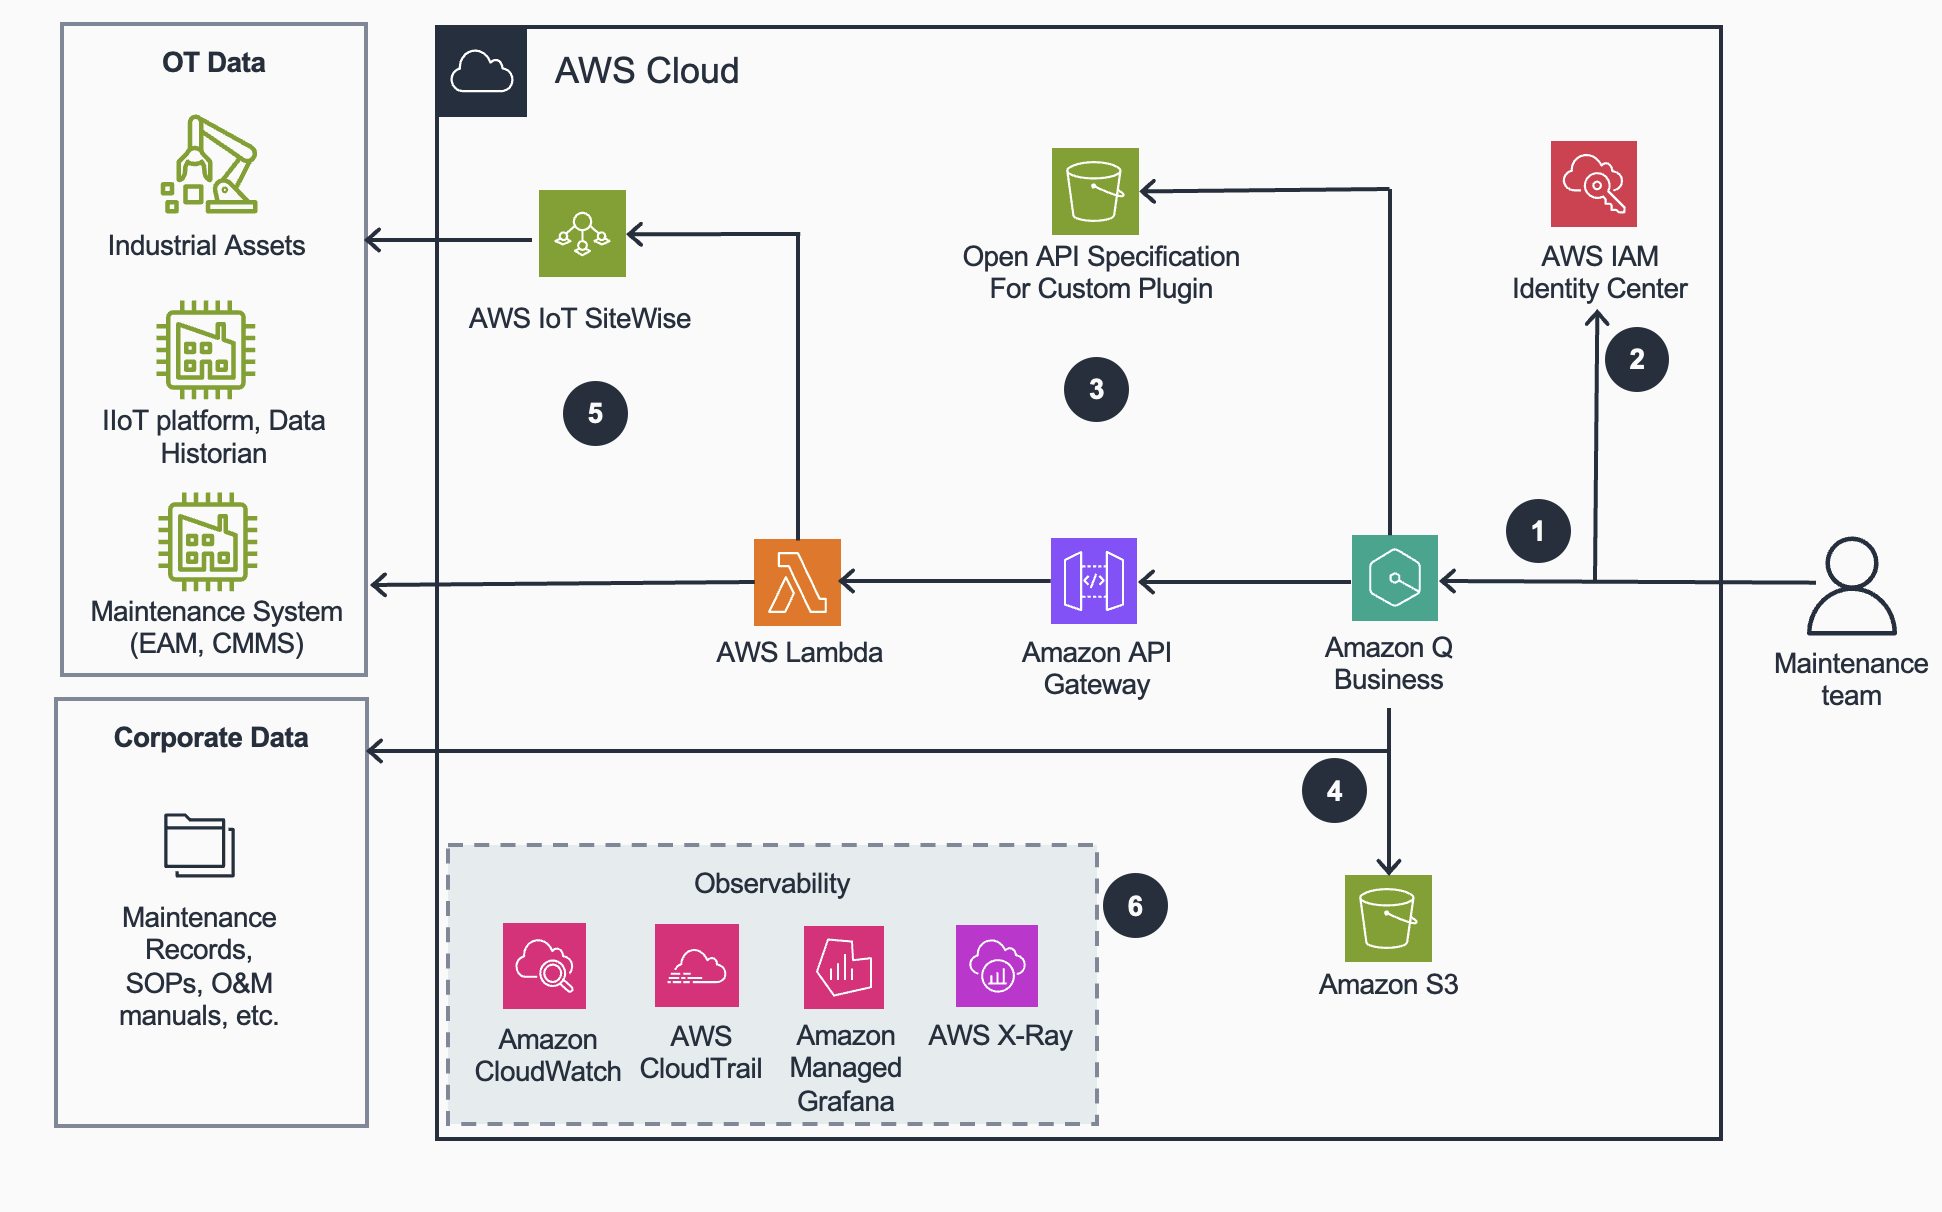 OT Data
Industrial Assets
IIoT platform, Data
Historian
Maintenance System
(EAM, CMMS)
Corporate Data
Maintenance
Records,
SOPs, O&M
manuals, etc.
AWS Cloud
AWS IoT SiteWise
5
Open API Specification
For Custom Plugin
3
AWS IAM
Identity Center
2
1
AWS Lambda
Amazon API
Gateway
Amazon Q
Business
Maintenance
team
4
Amazon S3
Observability
6
Amazon
CloudWatch
AWS
CloudTrail
Amazon
Managed
Grafana
AWS X-Ray